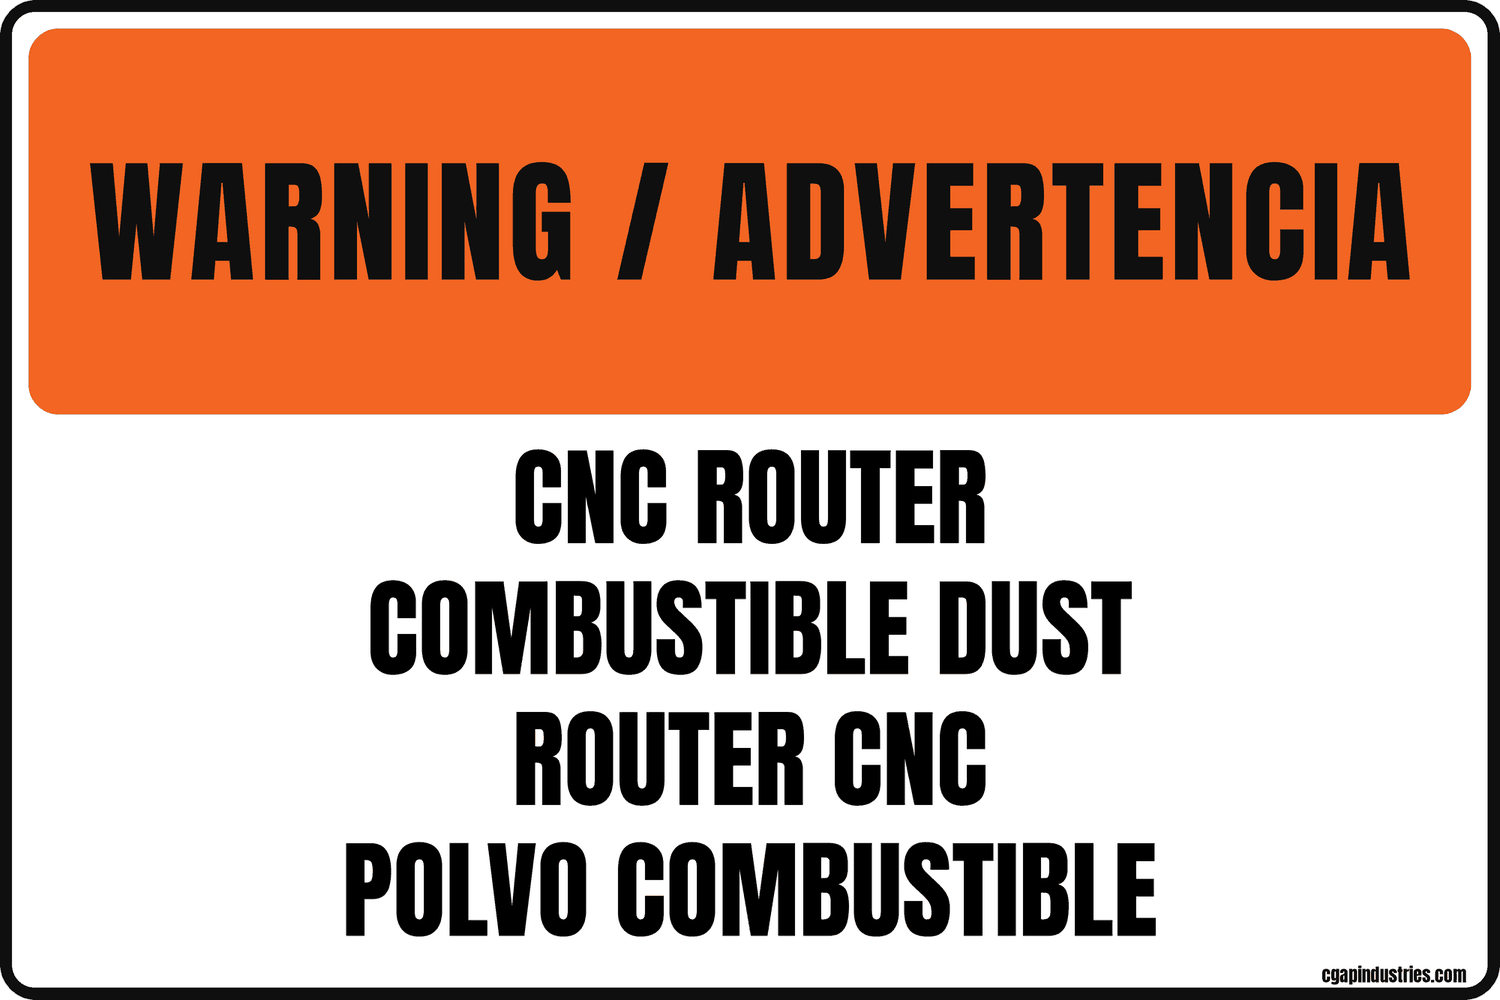 WARNING / ADVERTENCIA
CNC ROUTER
COMBUSTIBLE DUST
ROUTER CNC
POLVO COMBUSTIBLE
cgapindustries.com